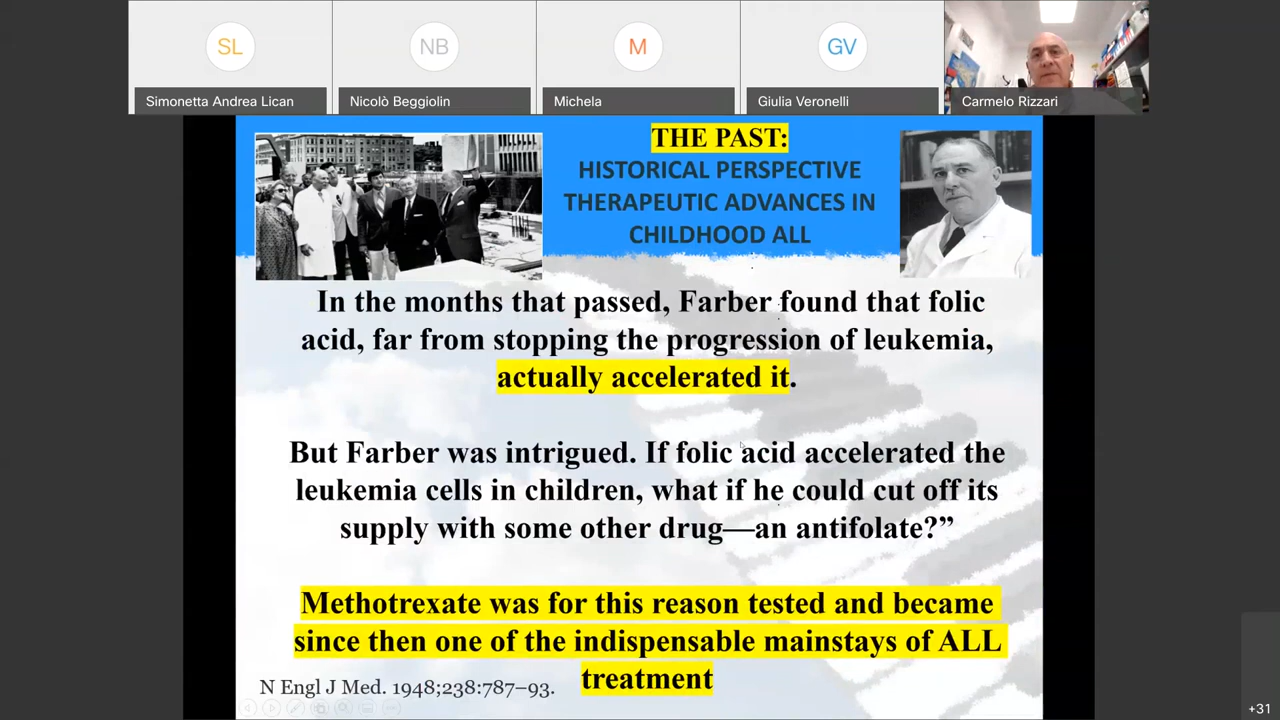 SL
NB
M
GV
Simonetta Andrea Lican
Nicolò Beggiolin
Michela
Giulia Veronelli
Carmelo Rizzari
THE PAST:
HISTORICAL PERSPECTIVE
THERAPEUTIC ADVANCES IN
CHILDHOOD ALL
In the months that passed, Farber found that folic
acid, far from stopping the progression of leukemia,
actually accelerated it.
But Farber was intrigued. If folic acid accelerated the
leukemia cells in children, what if he could cut off its
supply with some other drug—an antifolate?”
Methotrexate was for this reason tested and became
since then one of the indispensable mainstays of ALL
treatment
N Engl J Med. 1948;238:787–93.
+31